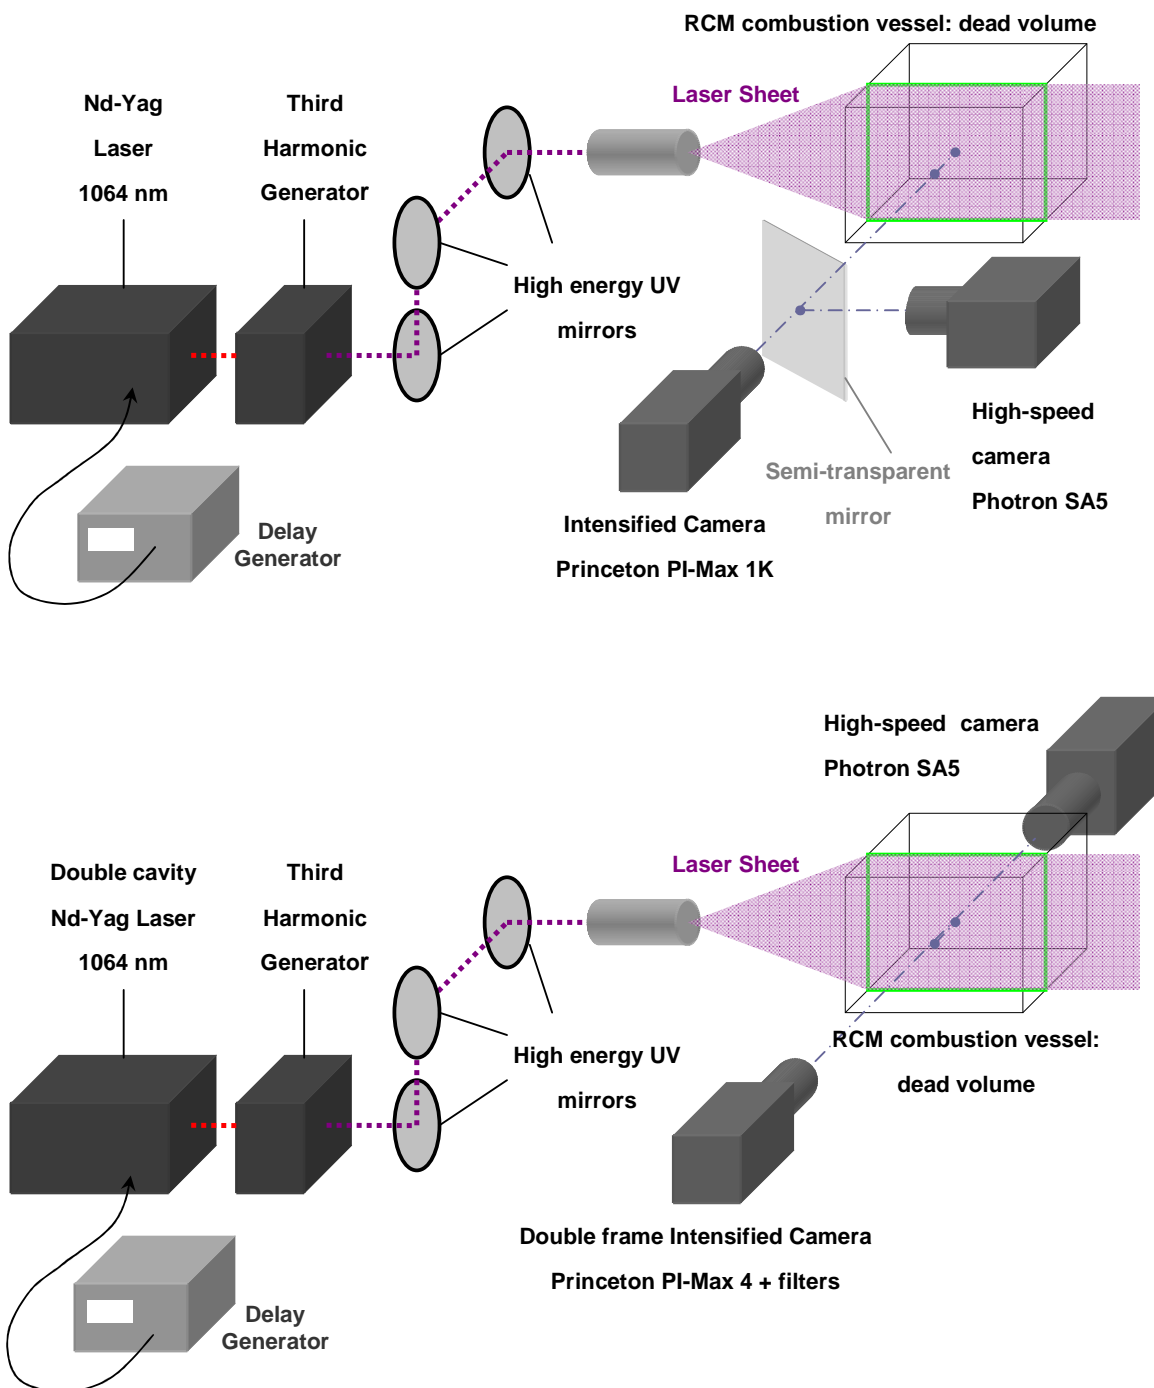 RCM combustion vessel: dead volume
Nd-Yag
Laser
1064 nm
Third
Harmonic
Generator
Laser Sheet
High energy UV
mirrors
High-speed
camera
Photron SA5
Semi-transparent
mirror
Intensified Camera
Princeton PI-Max 1K
Delay
Generator
High-speed camera
Photron SA5
Double cavity
Nd-Yag Laser
1064 nm
Third
Harmonic
Generator
Laser Sheet
High energy UV
mirrors
RCM combustion vessel:
dead volume
Double frame Intensified Camera
Princeton PI-Max 4 + filters
Delay
Generator